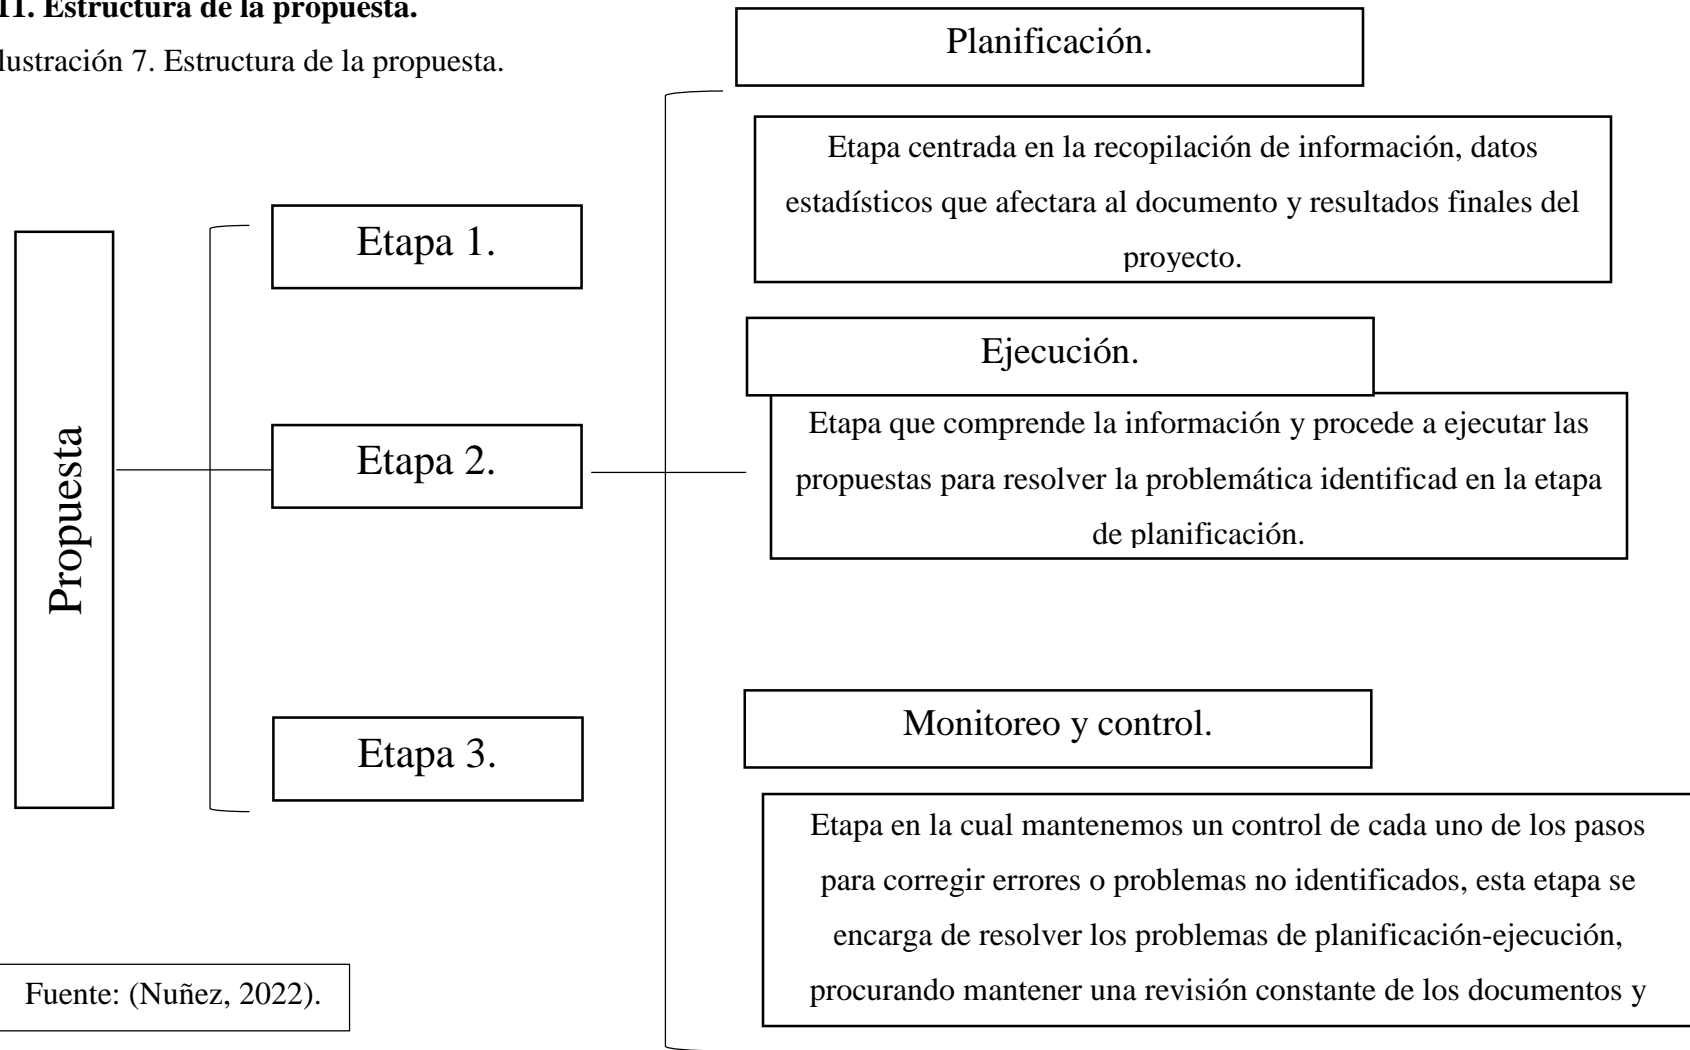 11. Estructura de la propuesta.
lustración 7. Estructura de la propuesta.
Propuesta
Etapa 1.
Etapa 2.
Etapa 3.
Planificación.
Etapa centrada en la recopilación de información, datos
estadísticos que afectara al documento y resultados finales del
proyecto.
Ejecución.
Etapa que comprende la información y procede a ejecutar las
propuestas para resolver la problemática identificad en la etapa
de planificación.
Monitoreo y control.
Etapa en la cual mantenemos un control de cada uno de los pasos
para corregir errores o problemas no identificados, esta etapa se
encarga de resolver los problemas de planificación-ejecución,
procurando mantener una revisión constante de los documentos y
Fuente: (Nuñez, 2022).